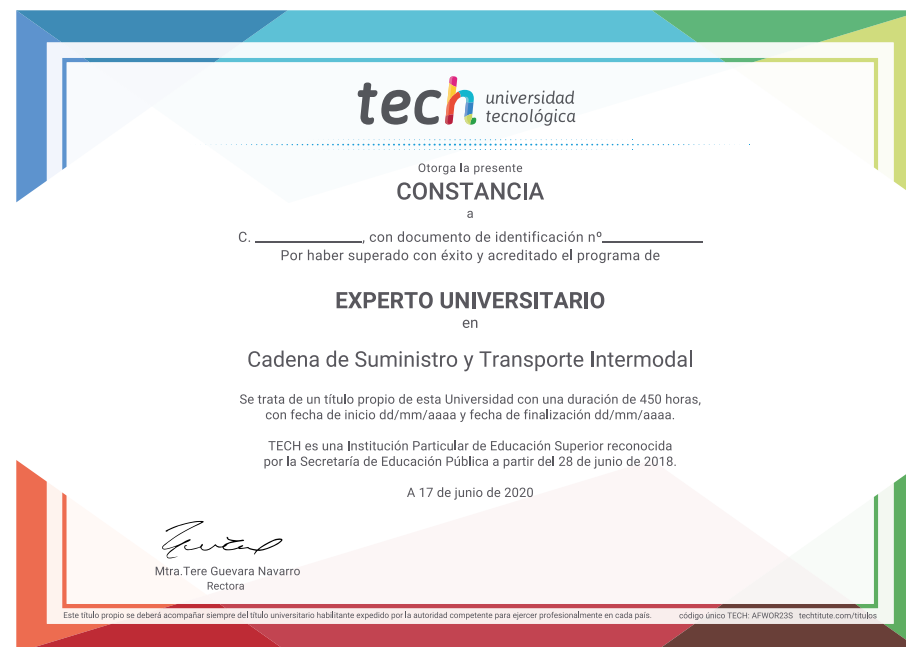 tech universidad
tecnológica
Otorga la presente
CONSTANCIA
a
C. ____________, con documento de identificación nº____________
Por haber superado con éxito y acreditado el programa de
EXPERTO UNIVERSITARIO
en
Cadena de Suministro y Transporte Intermodal
Se trata de un título propio de esta Universidad con una duración de 450 horas,
con fecha de inicio dd/mm/aaaa y fecha de finalización dd/mm/aaaa.
TECH es una Institución Particular de Educación Superior reconocida
por la Secretaría de Educación Pública a partir del 28 de junio de 2018.
A 17 de junio de 2020
Mtra.Tere Guevara Navarro
Rectora
Este título propio se deberá acompañar siempre del título universitario habilitante expedido por la autoridad competente para ejercer profesionalmente en cada país. código único TECH: AFWOR23S techtitute.com/titulos